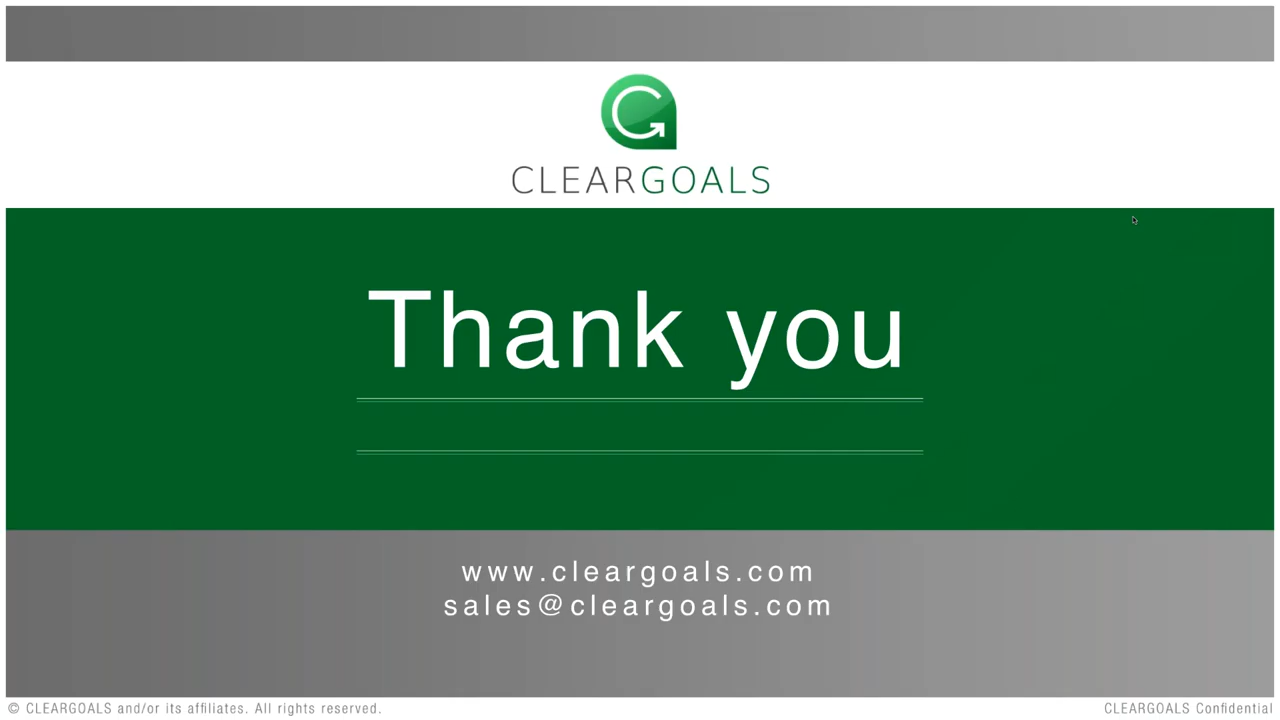 CLEARGOALS
Thank you
www.cleargoals.com
sales@cleargoals.com
© CLEARGOALS and/or its affiliates. All rights reserved.
CLEARGOALS Confidential